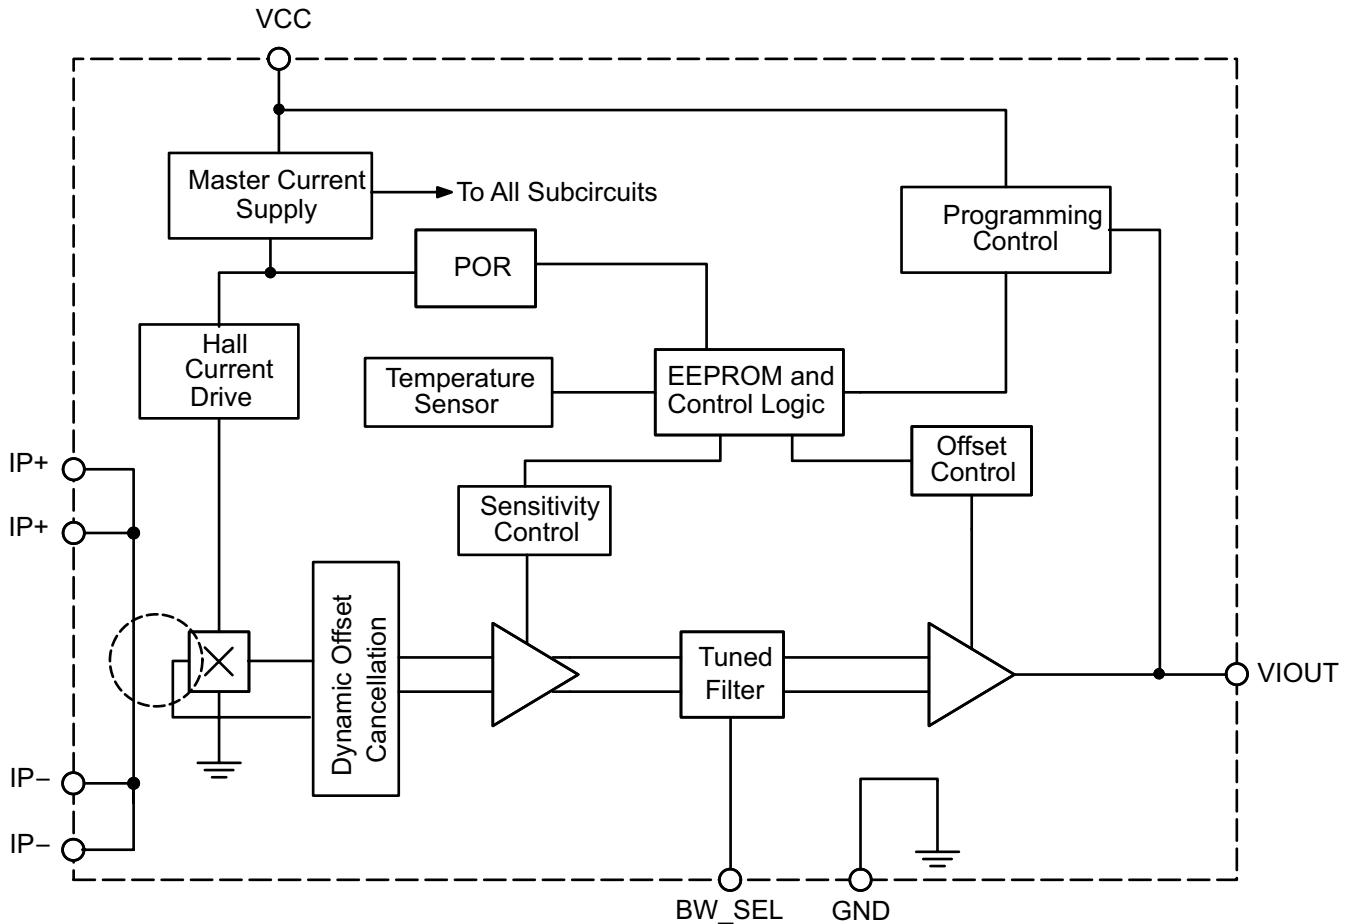 VCC
Master Current
Supply
To All Subcircuits
Programming
Control
POR
Hall
Current
Drive
Temperature
Sensor
EEPROM and
Control Logic
Offset
Control
IP+
IP+
Sensitivity
Control
Dynamic Offset
Cancellation
Tuned
Filter
VIOUT
IP−
IP−
BW_SEL
GND